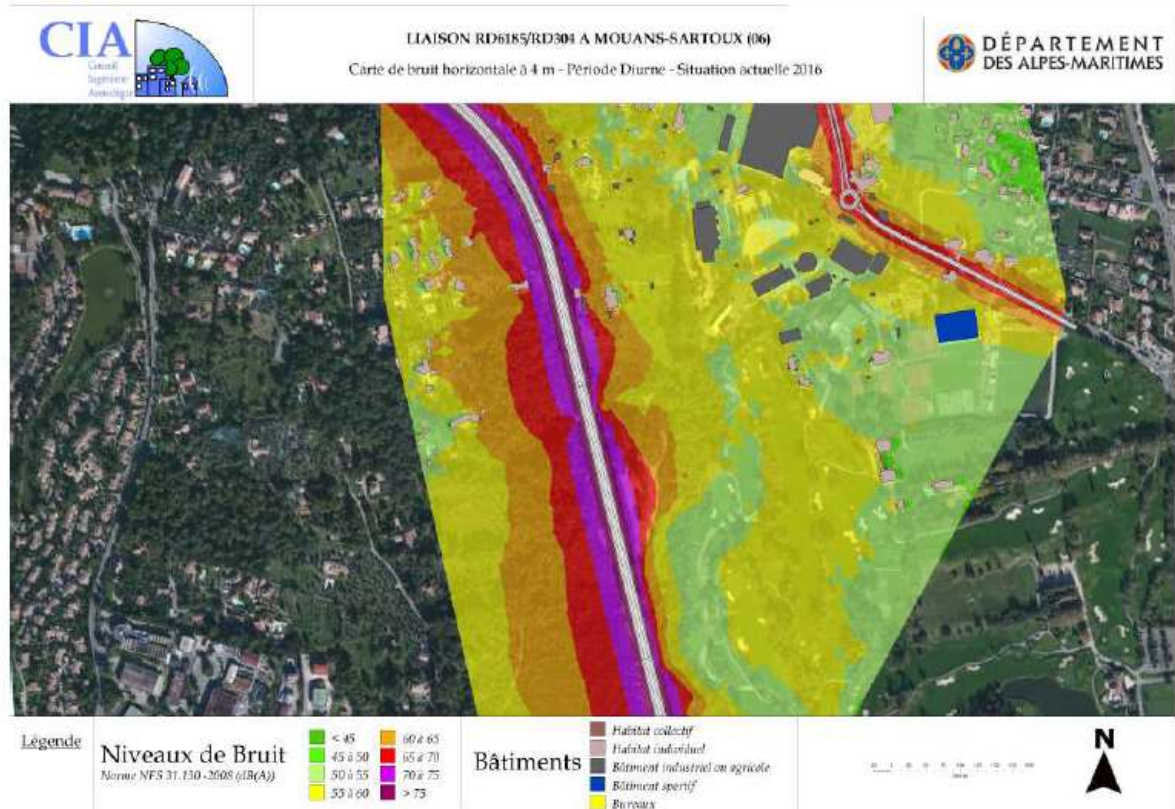 CIA
Conseil
Ingénierie
Acoustique
LIAISON RD6185/RD304 A MOUANS-SARTOUX (06)
Carte de bruit horizontale à 4 m - Période Diurne - Situation actuelle 2016
DÉPARTEMENT
DES ALPES-MARITIMES
Légende
Niveaux de Bruit
Norme NFS 31.130 -2008 (dB(A))
< 45
45 à 50
50 à 55
55 à 60
60 à 65
65 à 70
70 à 75
> 75
Bâtiments
Habitat collectif
Habitat individuel
Bâtiment industriel ou agricole
Bâtiment sportif
Bureaux
N